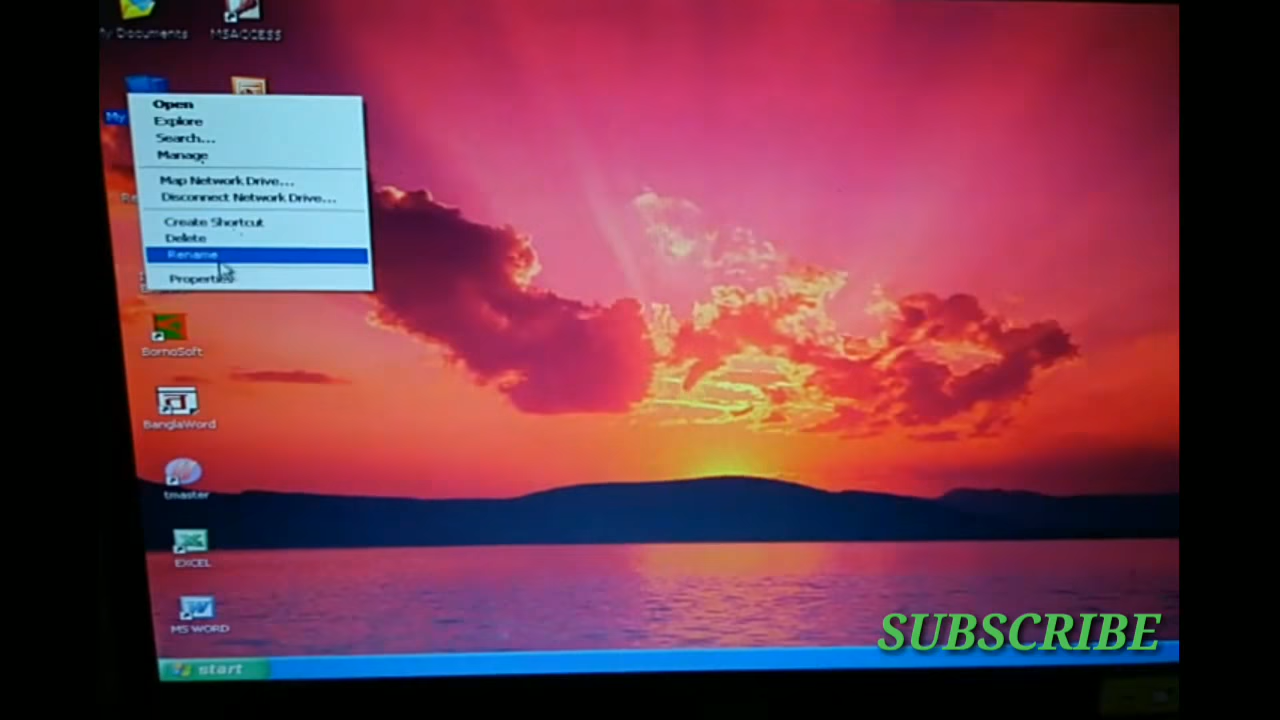 My Documents
MSACCESS
My
Open
Explore
Search...
Manage
Map Network Drive...
Disconnect Network Drive...
Create Shortcut
Delete
Rename
Properties
BornoSoft
BanglaWord
tmaster
EXCEL
MS WORD
SUBSCRIBE
start